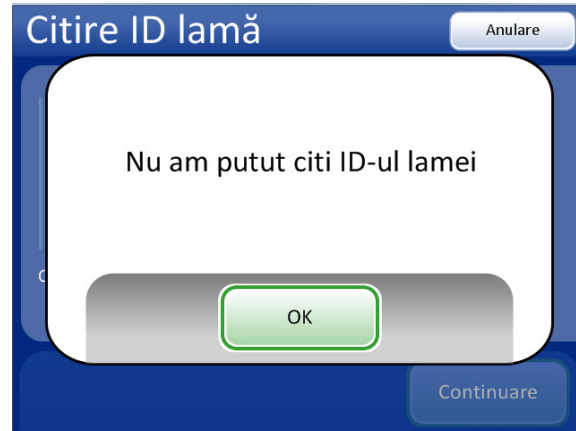 Citire ID lamă
Anulare
Nu am putut citi ID-ul lamei
OK
Continuare